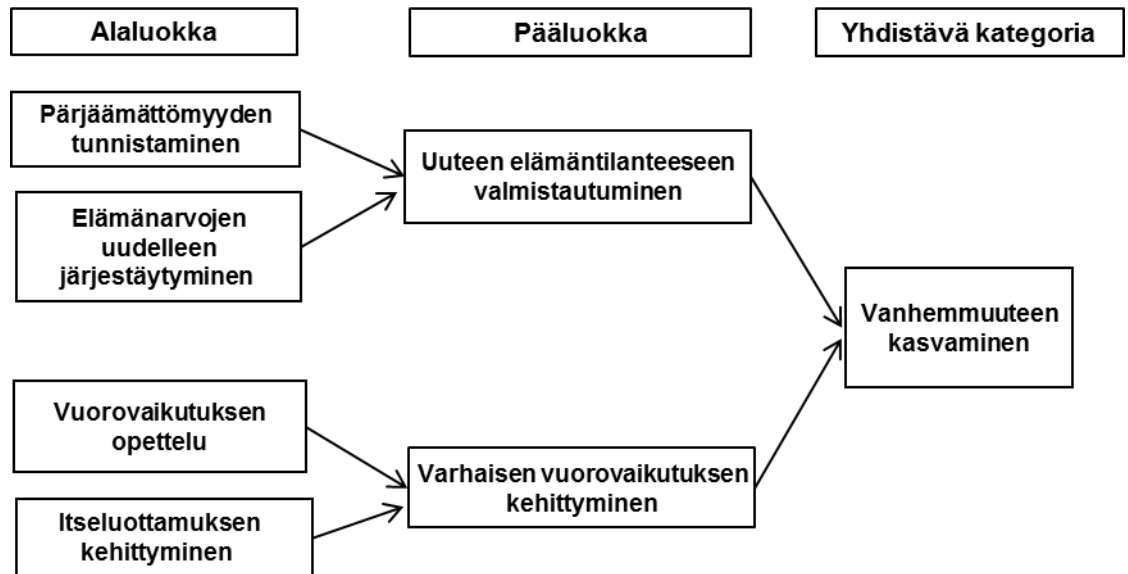 Alaluokka
Pääluokka
Yhdistävä kategoria
Pärjäämättömyyden
tunnistaminen
Uuteen elämäntilanteeseen
valmistautuminen
Elämänarvojen
uudelleen
järjestäytyminen
Vanhemmuuteen
kasvaminen
Vuorovaikutuksen
opettelu
Varhaisen vuorovaikutuksen
kehittyminen
Itseluottamuksen
kehittyminen